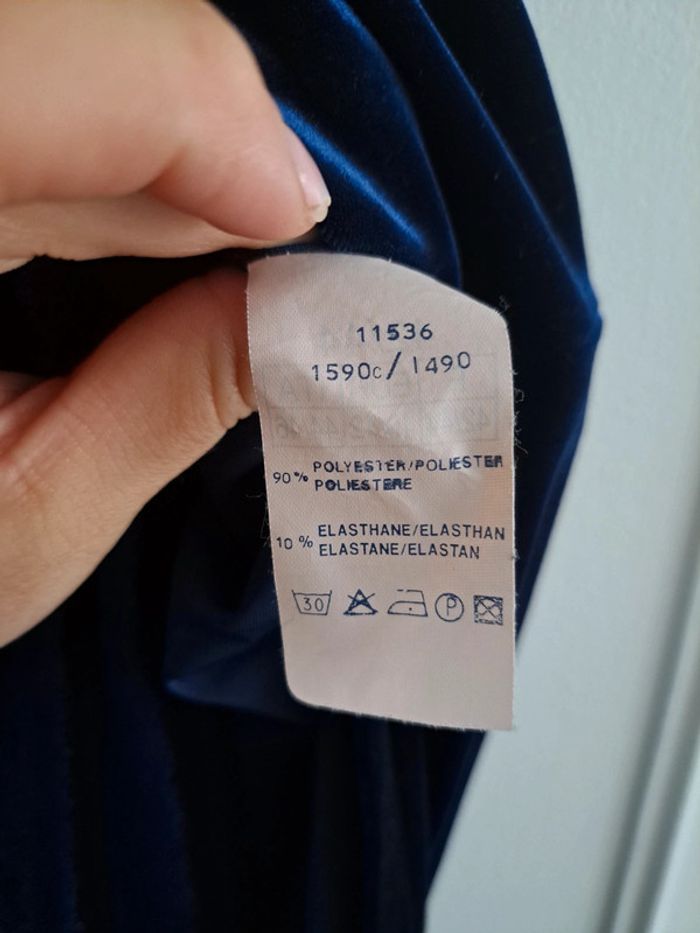 11536
1590c/1490
90% POLYESTER/POLIESTER
POLIESTERE
10% ELASTHANE/ELASTHAN
ELASTANE/ELASTAN
30 P